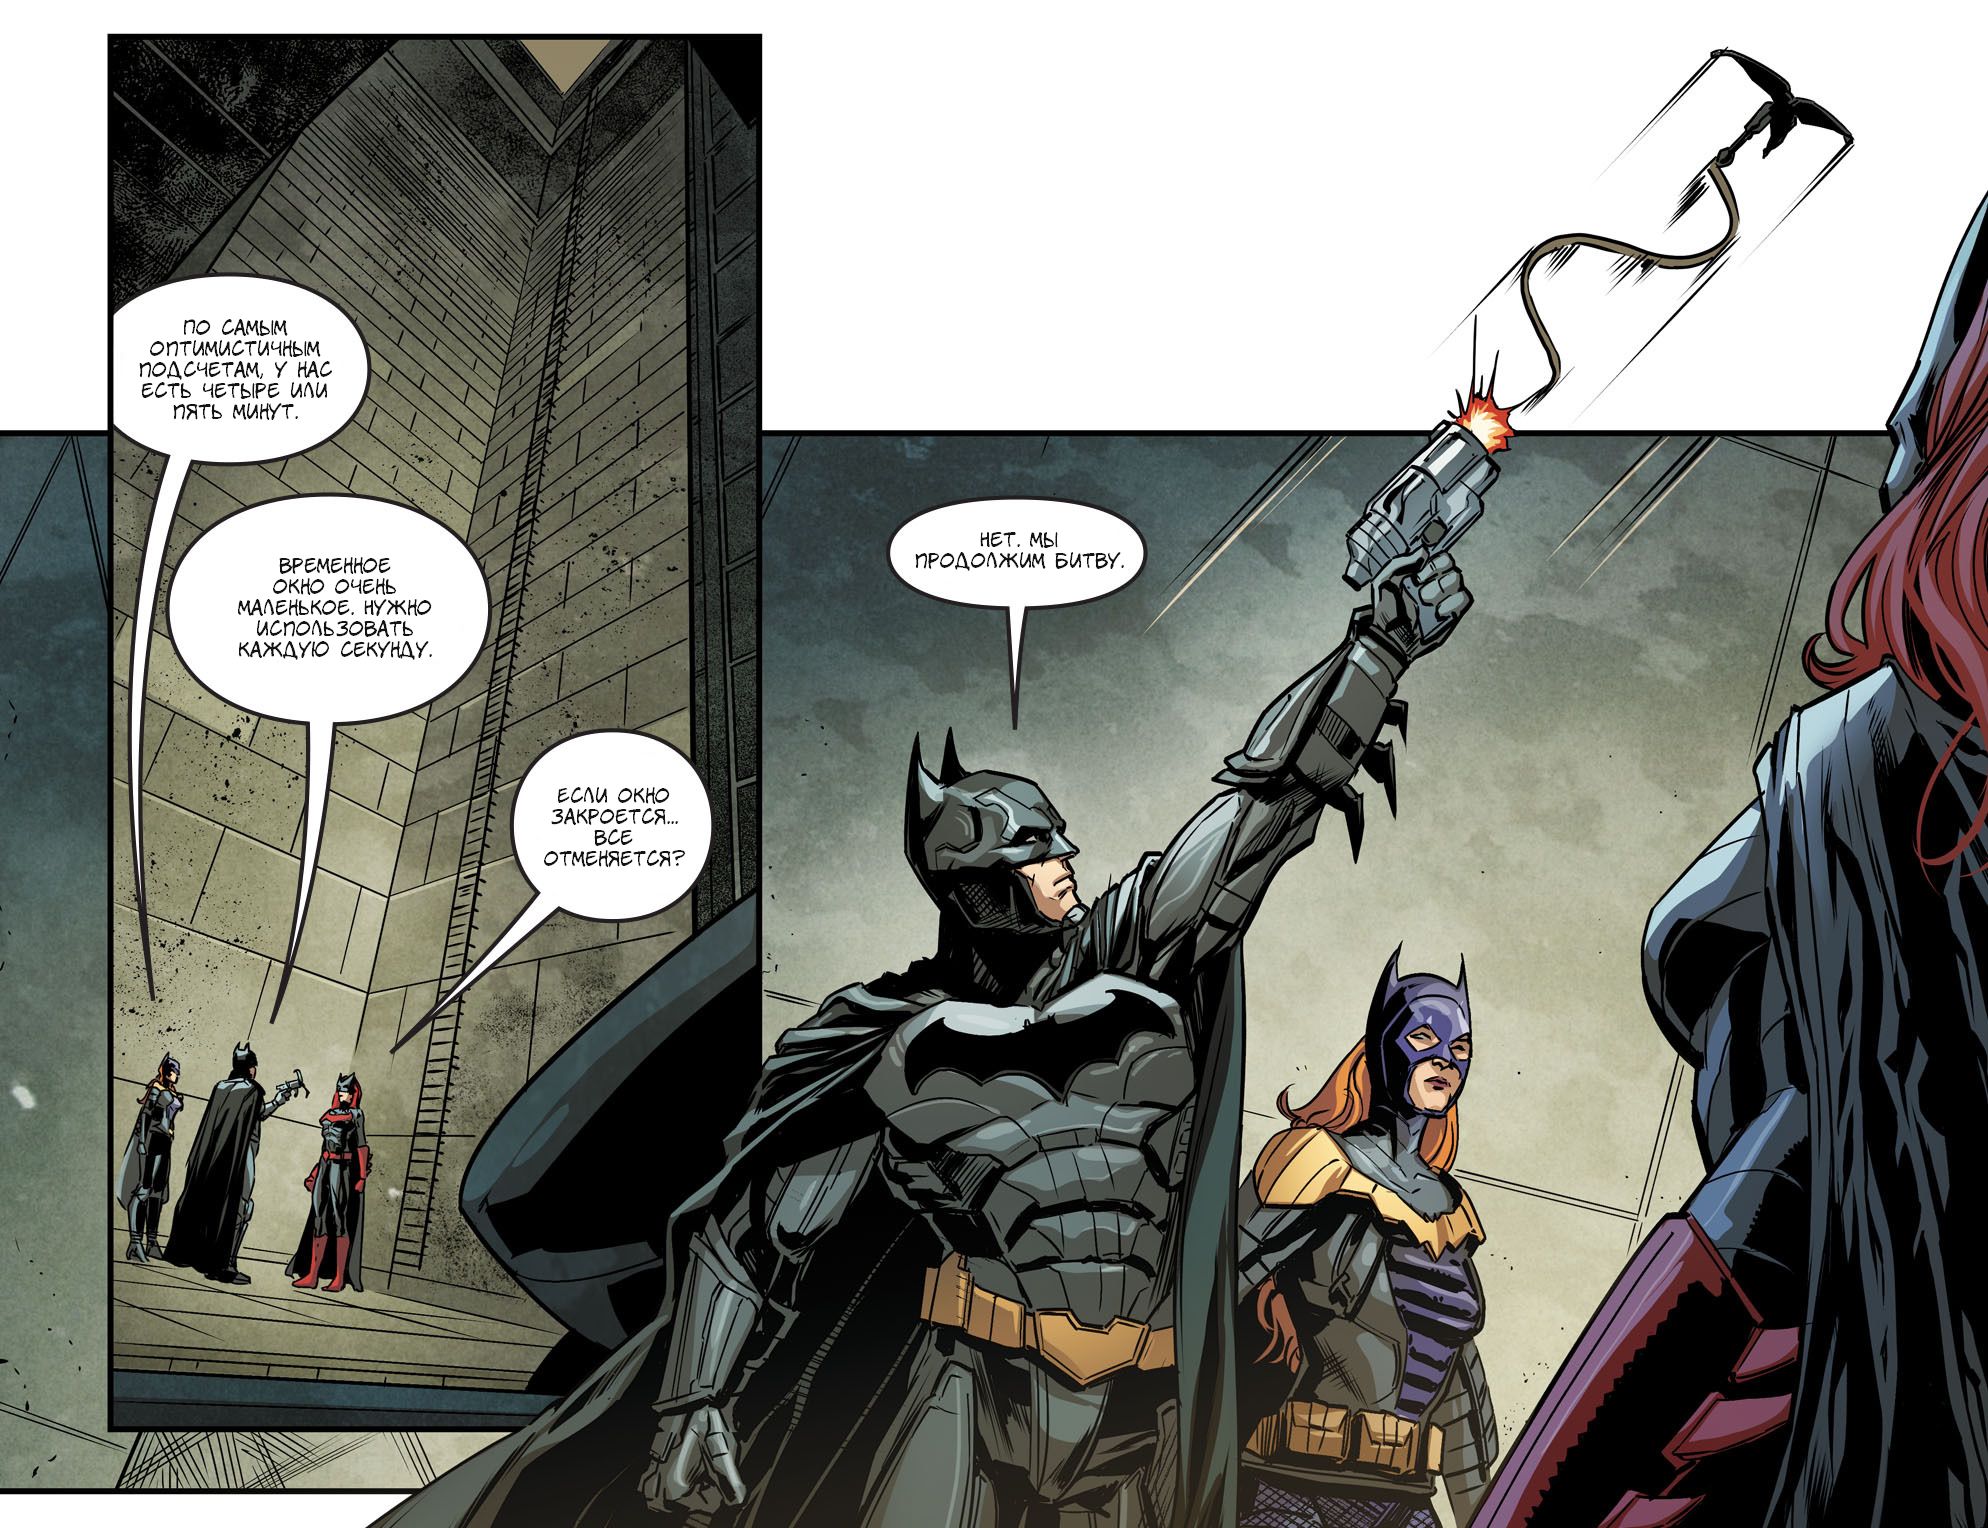 ПО САМЫМ
ОПТИМИСТИЧНЫМ
ПОДСЧЕТАМ, У НАС
ЕСТЬ ЧЕТЫРЕ ИЛИ
ПЯТЬ МИНУТ.
ВРЕМЕННОЕ
ОКНО ОЧЕНЬ
МАЛЕНЬКОЕ. НУЖНО
ИСПОЛЬЗОВАТЬ
КАЖДУЮ СЕКУНДУ.
ЕСЛИ ОКНО
ЗАКРОЕТСЯ...
ВСЕ
ОТМЕНЯЕТСЯ?
НЕТ. МЫ
ПРОДОЛЖИМ БИТВУ.